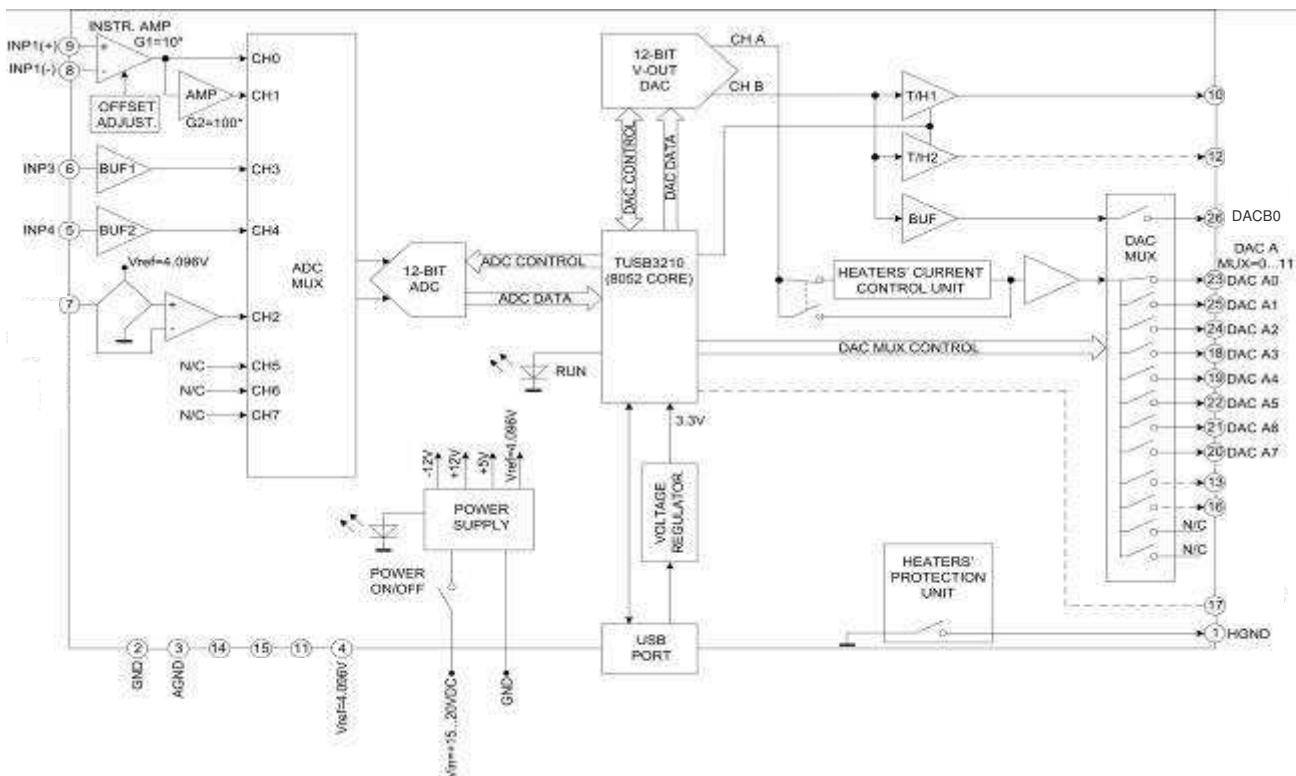 INSTR. AMP
G1=10*
INP1(+) 9
INP1(-) 8
+
-
OFFSET
ADJUST.
AMP
G2=100*
INP3 6
BUF1
INP4 5
BUF2
Vref=4.096V
7
+
-
CH0
CH1
CH3
CH4
ADC
MUX
CH2
N/C CH5
N/C CH6
N/C CH7
12-BIT
ADC
ADC CONTROL
ADC DATA
12-BIT
V-OUT
DAC
CH A
CH B
DAC CONTROL
DAC DATA
TUSB3210
(8052 CORE)
RUN
3.3V
VOLTAGE
REGULATOR
USB
PORT
-12V
+12V
+5V
Vref=4.096V
POWER
SUPPLY
POWER
ON/OFF
Vin=+15...20VDC
GND
T/H1
T/H2
BUF
HEATERS' CURRENT
CONTROL UNIT
DAC MUX CONTROL
DAC
MUX
10
12
26 DACB0
DAC A
MUX=0...11
23 DAC A0
25 DAC A1
24 DAC A2
18 DAC A3
19 DAC A4
22 DAC A5
21 DAC A6
20 DAC A7
13
16
N/C
N/C
HEATERS'
PROTECTION
UNIT
17
1 HGND
2 3 14 15 11 4
GND
AGND
Vref=4.096V